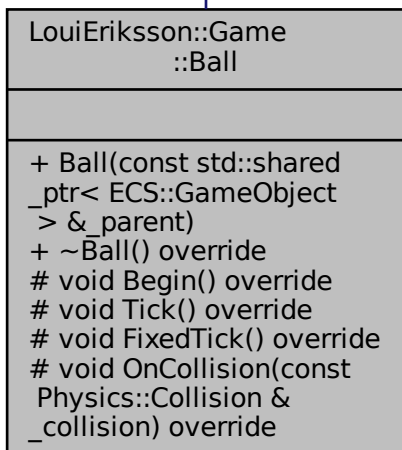 LouiEriksson::Game
::Ball
+ Ball(const std::shared
_ptr< ECS::GameObject
> &_parent)
+ ~Ball() override
# void Begin() override
# void Tick() override
# void FixedTick() override
# void OnCollision(const
Physics::Collision &
_collision) override